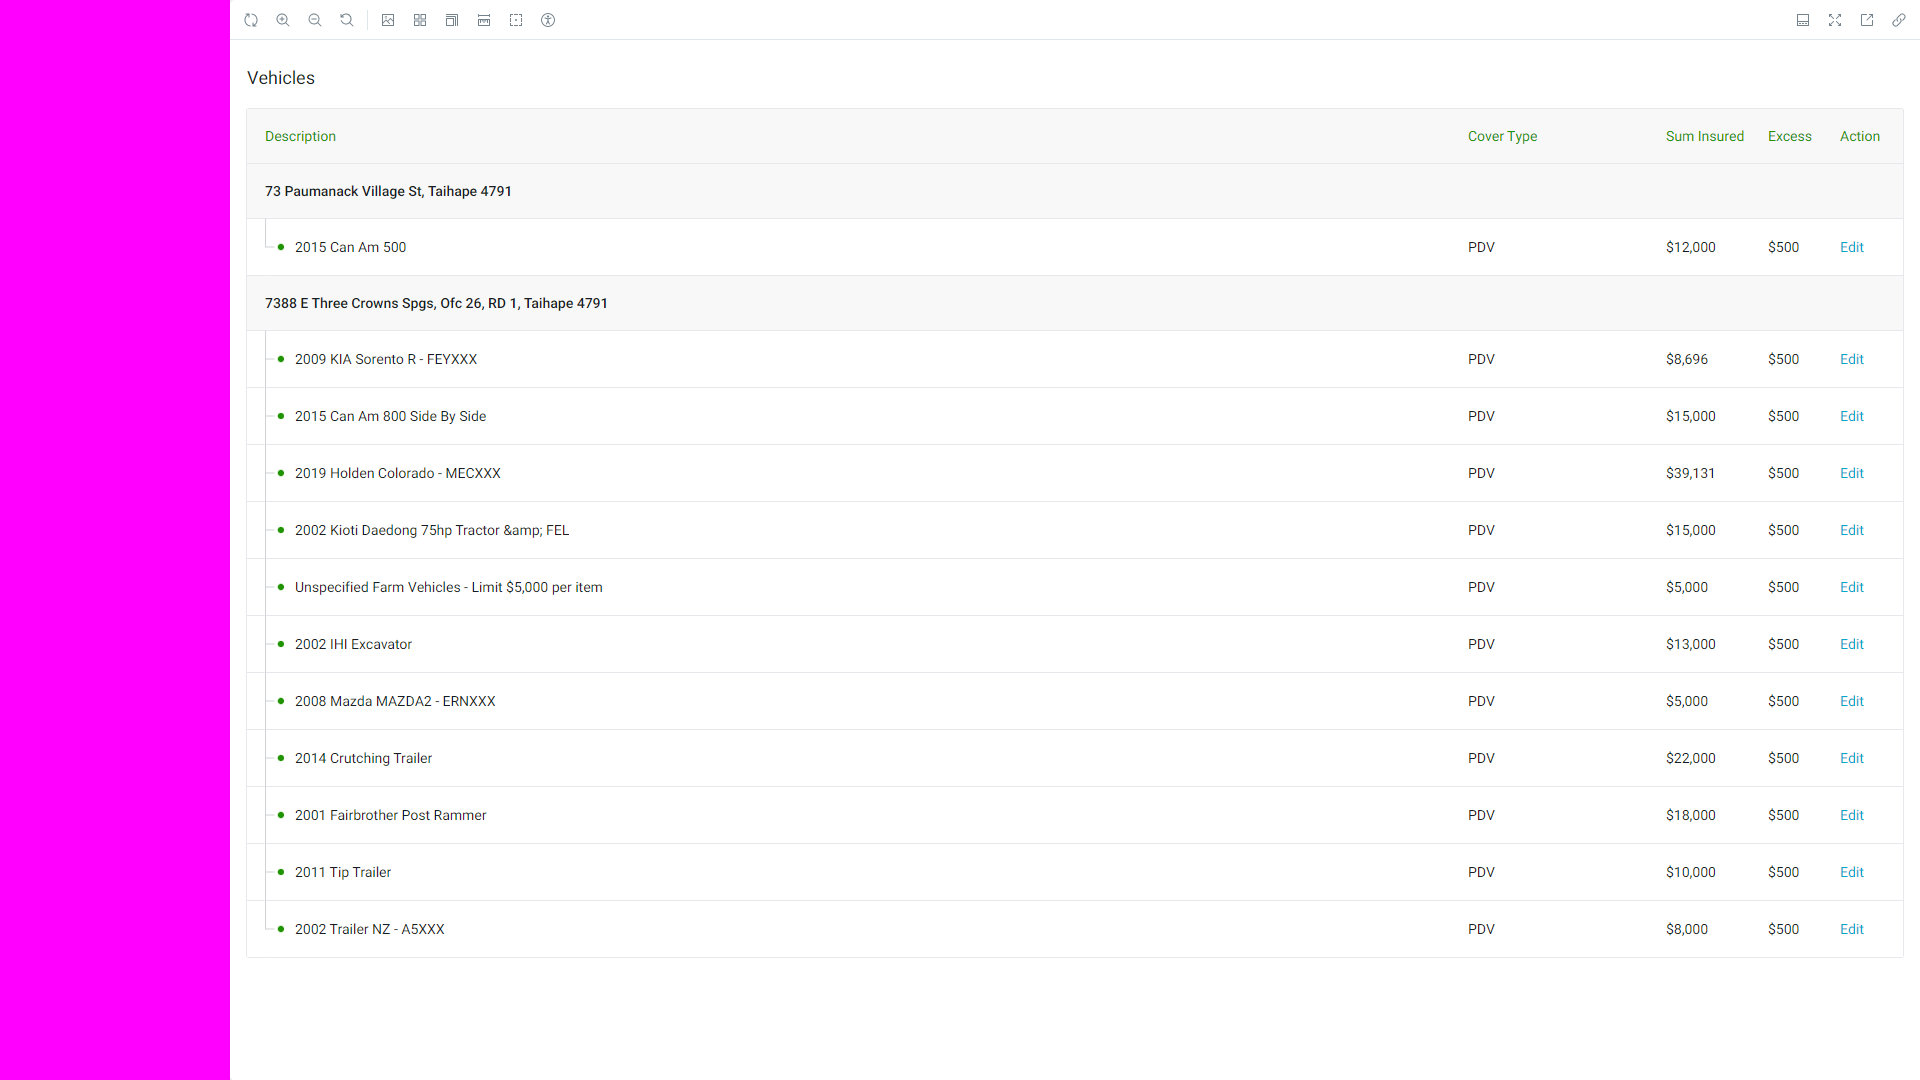 Vehicles
Description Cover Type Sum Insured Excess Action
73 Paumanack Village St, Taihape 4791
2015 Can Am 500 PDV $12,000 $500 Edit
7388 E Three Crowns Spgs, Ofc 26, RD 1, Taihape 4791
2009 KIA Sorento R - FEYXXX PDV $8,696 $500 Edit
2015 Can Am 800 Side By Side PDV $15,000 $500 Edit
2019 Holden Colorado - MECXXX PDV $39,131 $500 Edit
2002 Kioti Daedong 75hp Tractor &amp; FEL PDV $15,000 $500 Edit
Unspecified Farm Vehicles - Limit $5,000 per item PDV $5,000 $500 Edit
2002 IHI Excavator PDV $13,000 $500 Edit
2008 Mazda MAZDA2 - ERNXXX PDV $5,000 $500 Edit
2014 Crutching Trailer PDV $22,000 $500 Edit
2001 Fairbrother Post Rammer PDV $18,000 $500 Edit
2011 Tip Trailer PDV $10,000 $500 Edit
2002 Trailer NZ - A5XXX PDV $8,000 $500 Edit